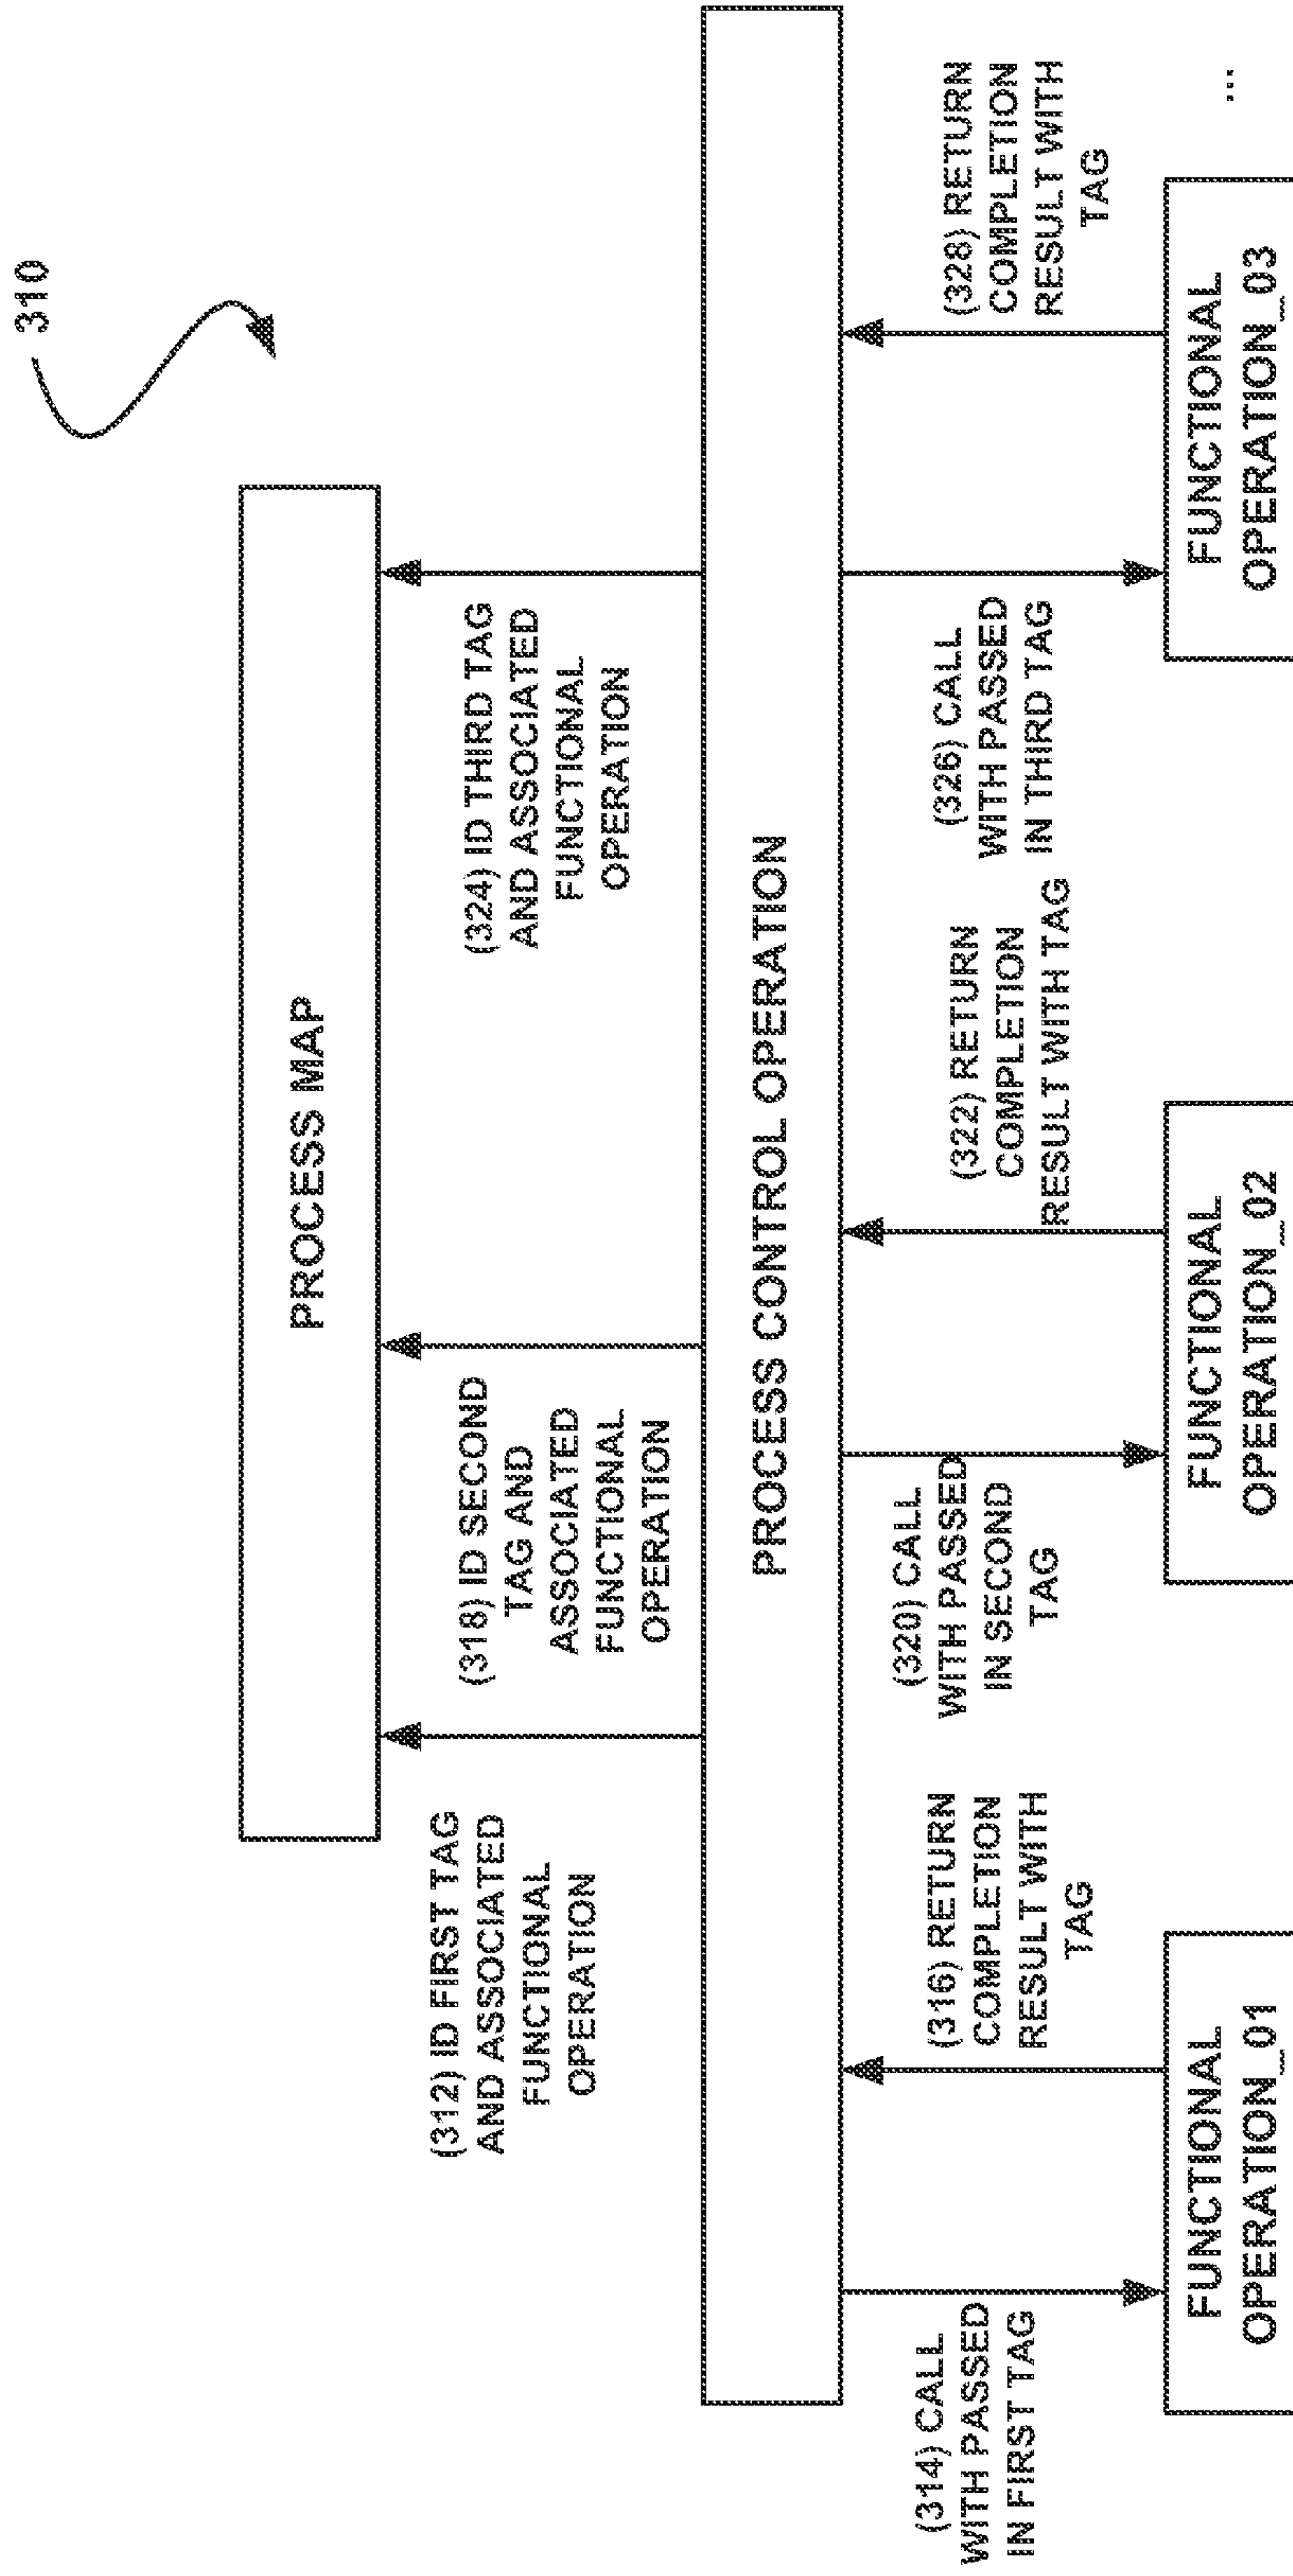 310
PROCESS MAP
(312) ID FIRST TAG
AND ASSOCIATED
FUNCTIONAL
OPERATION
(318) ID SECOND
TAG AND
ASSOCIATED
FUNCTIONAL
OPERATION
(324) ID THIRD TAG
AND ASSOCIATED
FUNCTIONAL
OPERATION
PROCESS CONTROL OPERATION
(314) CALL
WITH PASSED
IN FIRST TAG
(316) RETURN
COMPLETION
RESULT WITH
TAG
(320) CALL
WITH PASSED
IN SECOND
TAG
(322) RETURN
COMPLETION
RESULT WITH TAG
(326) CALL
WITH PASSED
IN THIRD TAG
(328) RETURN
COMPLETION
RESULT WITH
TAG
FUNCTIONAL
OPERATION_01
FUNCTIONAL
OPERATION_02
FUNCTIONAL
OPERATION_03
...